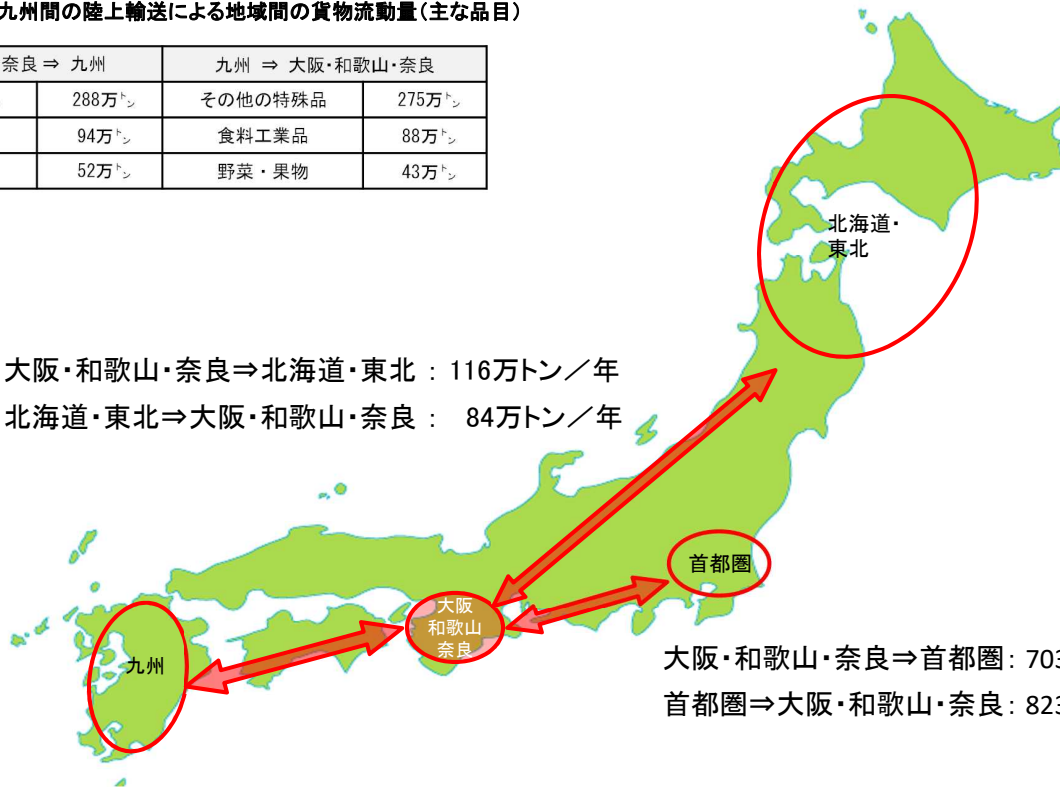 九州間の陸上輸送による地域間の貨物流動量(主な品目)
奈良⇒ 九州 九州 ⇒ 大阪・和歌山・奈良
288万㌧ その他の特殊品 275万㌧
94万㌧ 食料工業品 88万㌧
52万㌧ 野菜・果物 43万㌧
北海道・
東北
大阪・和歌山・奈良⇒北海道・東北 : 116万トン／年
北海道・東北⇒大阪・和歌山・奈良 : 84万トン／年
首都圏
大阪
和歌山
奈良
九州
大阪・和歌山・奈良⇒首都圏: 703
首都圏⇒大阪・和歌山・奈良: 823